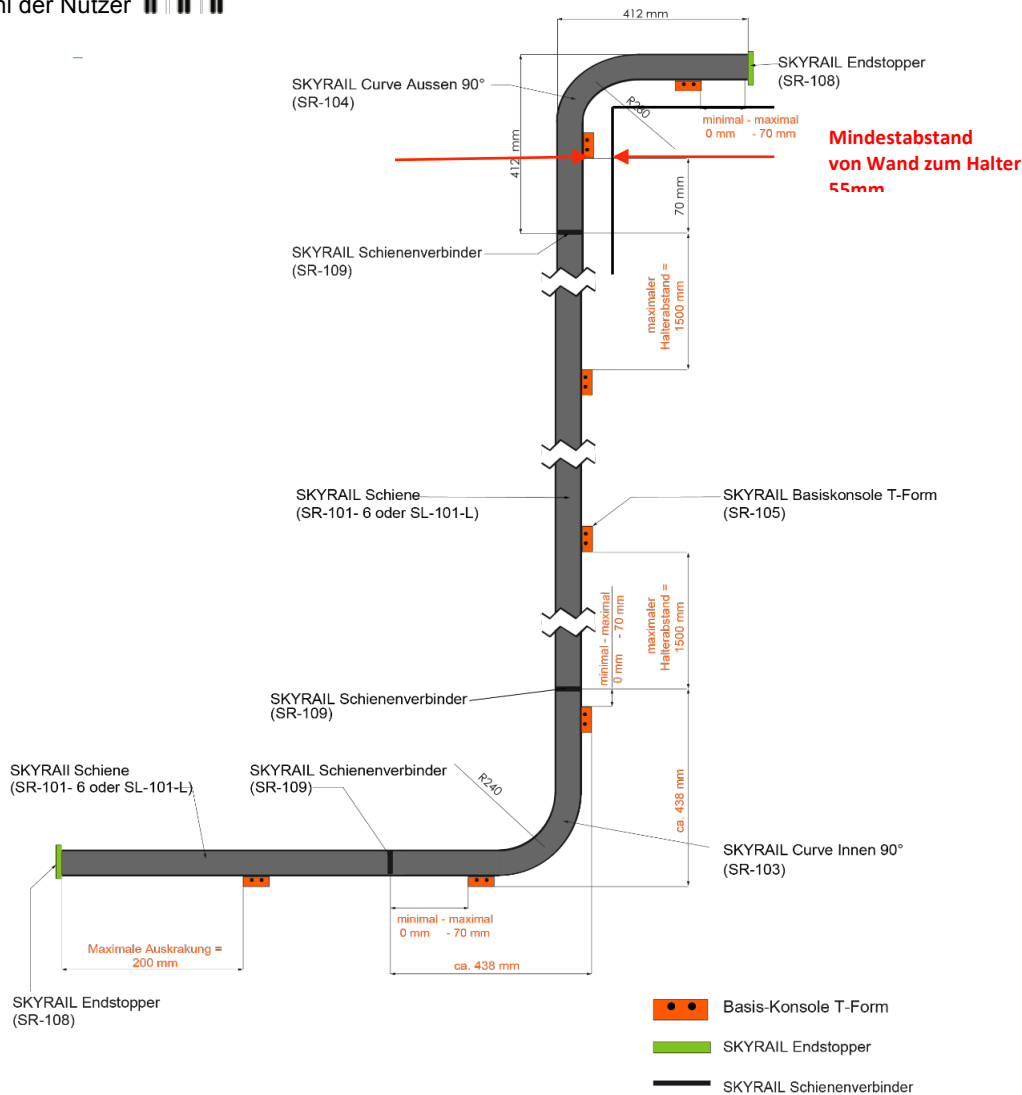 der Nutzer
412 mm
SKYRAIL Curve Aussen 90°
(SR-104)
SKYRAIL Endstopper
(SR-108)
R280
minimal - maximal
0 mm - 70 mm
Mindestabstand
von Wand zum Halter
55mm
412 mm
70 mm
SKYRAIL Schienenverbinder
(SR-109)
maximaler
Halterabstand =
1500 mm
SKYRAIL Schiene
(SR-101- 6 oder SL-101-L)
SKYRAIL Basiskonsole T-Form
(SR-105)
minimal - maximal
0 mm - 70 mm
maximaler
Halterabstand =
1500 mm
SKYRAIL Schienenverbinder
(SR-109)
SKYRAIl Schiene
(SR-101- 6 oder SL-101-L)
SKYRAIL Schienenverbinder
(SR-109)
R240
ca. 438 mm
SKYRAIL Curve Innen 90°
(SR-103)
minimal - maximal
0 mm - 70 mm
Maximale Auskrakung =
200 mm
ca. 438 mm
SKYRAIL Endstopper
(SR-108)
Basis-Konsole T-Form
SKYRAIL Endstopper
SKYRAIL Schienenverbinder